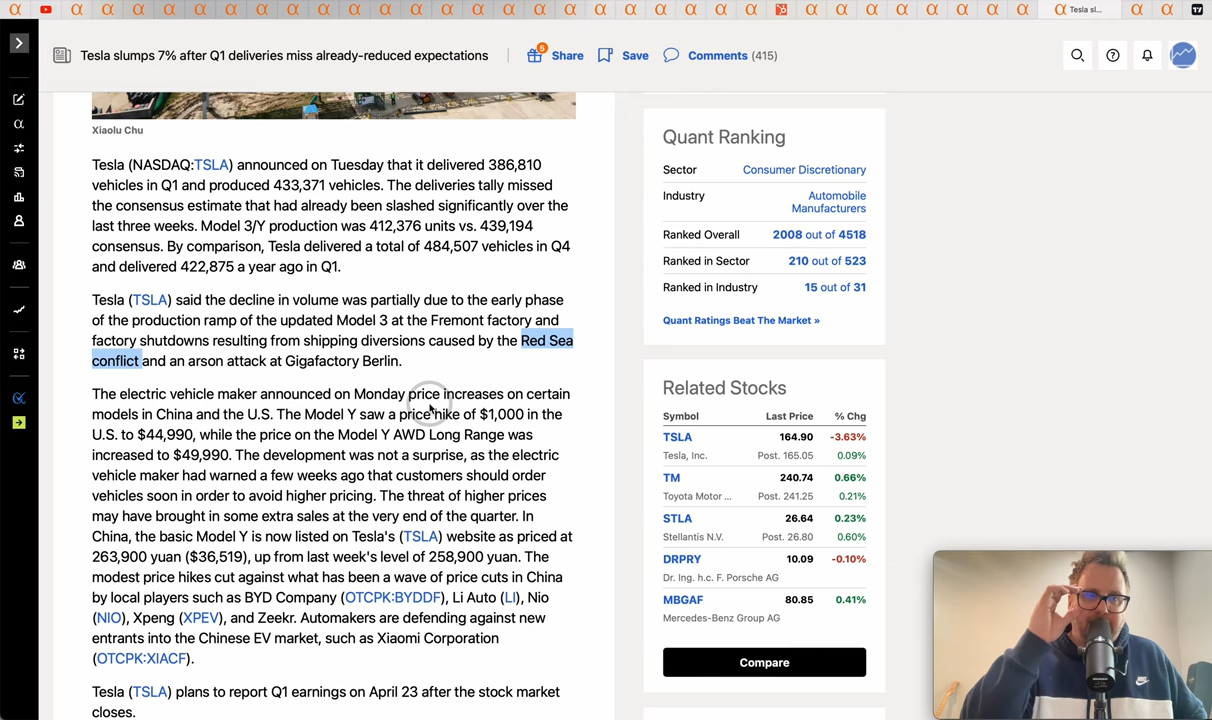 Tesla sl...
Tesla slumps 7% after Q1 deliveries miss already-reduced expectations
5
Share
Save
Comments (415)
Xiaolu Chu
Tesla (NASDAQ:TSLA) announced on Tuesday that it delivered 386,810
vehicles in Q1 and produced 433,371 vehicles. The deliveries tally missed
the consensus estimate that had already been slashed significantly over the
last three weeks. Model 3/Y production was 412,376 units vs. 439,194
consensus. By comparison, Tesla delivered a total of 484,507 vehicles in Q4
and delivered 422,875 a year ago in Q1.
Tesla (TSLA) said the decline in volume was partially due to the early phase
of the production ramp of the updated Model 3 at the Fremont factory and
factory shutdowns resulting from shipping diversions caused by the Red Sea
conflict and an arson attack at Gigafactory Berlin.
The electric vehicle maker announced on Monday price increases on certain
models in China and the U.S. The Model Y saw a price hike of $1,000 in the
U.S. to $44,990, while the price on the Model Y AWD Long Range was
increased to $49,990. The development was not a surprise, as the electric
vehicle maker had warned a few weeks ago that customers should order
vehicles soon in order to avoid higher pricing. The threat of higher prices
may have brought in some extra sales at the very end of the quarter. In
China, the basic Model Y is now listed on Tesla's (TSLA) website as priced at
263,900 yuan ($36,519), up from last week's level of 258,900 yuan. The
modest price hikes cut against what has been a wave of price cuts in China
by local players such as BYD Company (OTCPK:BYDDF), Li Auto (LI), Nio
(NIO), Xpeng (XPEV), and Zeekr. Automakers are defending against new
entrants into the Chinese EV market, such as Xiaomi Corporation
(OTCPK:XIACF).
Tesla (TSLA) plans to report Q1 earnings on April 23 after the stock market
closes.
Quant Ranking
Sector Consumer Discretionary
Industry Automobile
Manufacturers
Ranked Overall 2008 out of 4518
Ranked in Sector 210 out of 523
Ranked in Industry 15 out of 31
Quant Ratings Beat The Market »
Related Stocks
Symbol Last Price % Chg
TSLA 164.90 -3.63%
Tesla, Inc. Post. 165.05 0.09%
TM 240.74 0.66%
Toyota Motor ... Post. 241.25 0.21%
STLA 26.64 0.23%
Stellantis N.V. Post. 26.80 0.60%
DRPRY 10.09 -0.10%
Dr. Ing. h.c. F. Porsche AG
MBGAF 80.85 0.41%
Mercedes-Benz Group AG
Compare